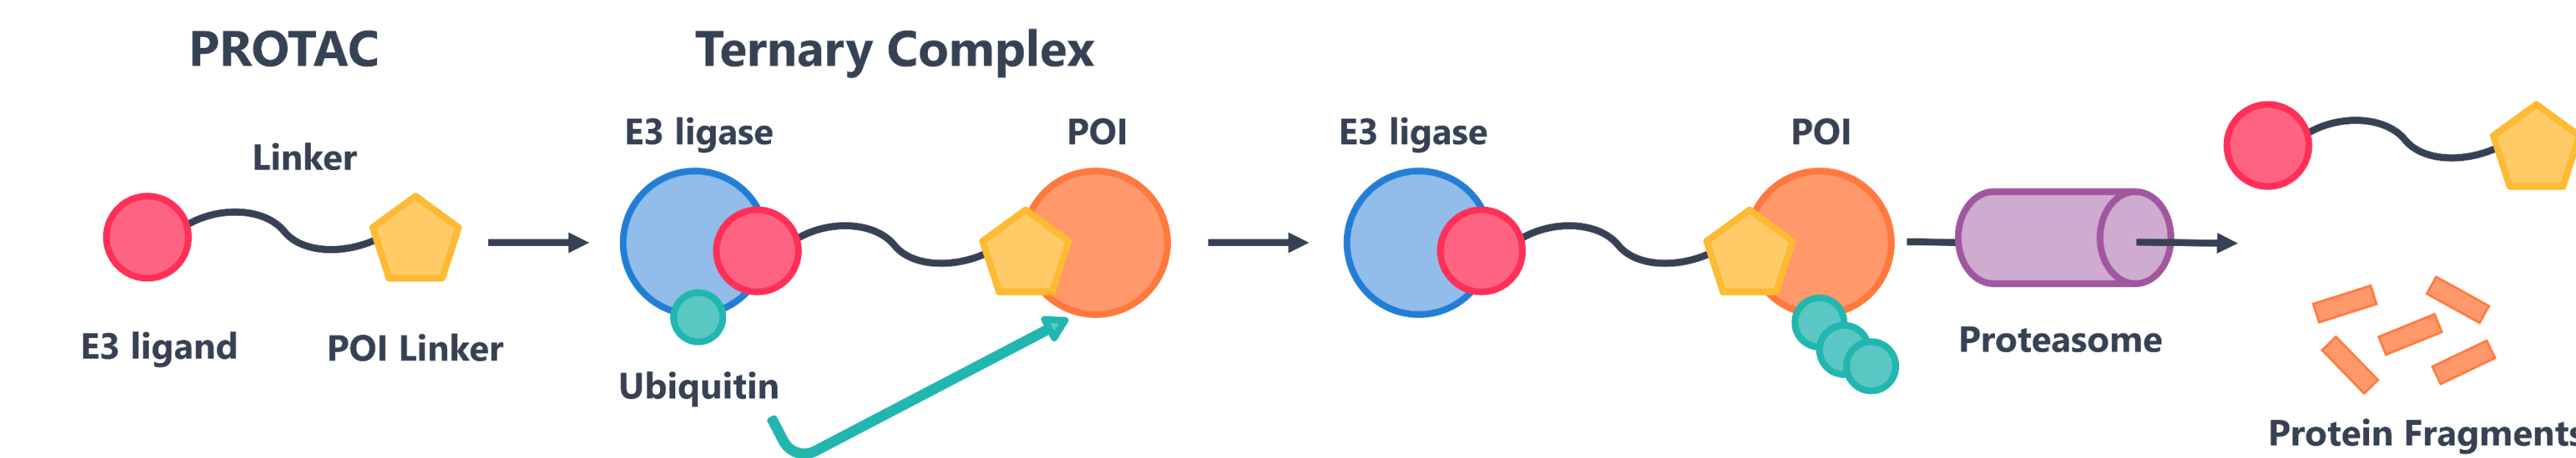 PROTAC
Linker
E3 ligand
POI Linker
Ternary Complex
E3 ligase
POI
Ubiquitin
E3 ligase
POI
Proteasome
Protein Fragments